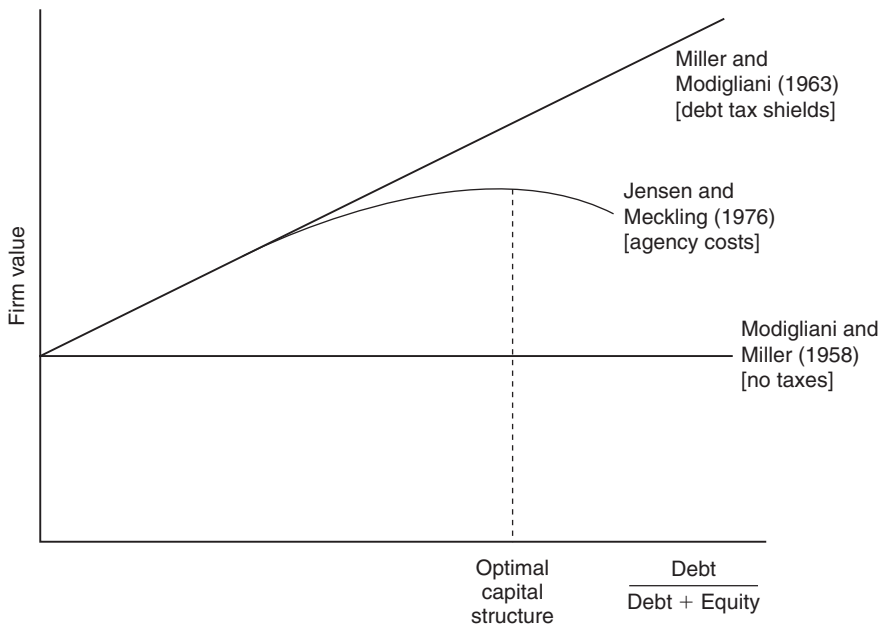 Miller and
Modigliani (1963)
[debt tax shields]
Jensen and
Meckling (1976)
[agency costs]
Firm value
Modigliani and
Miller (1958)
[no taxes]
Optimal
capital
structure
Debt
Debt + Equity